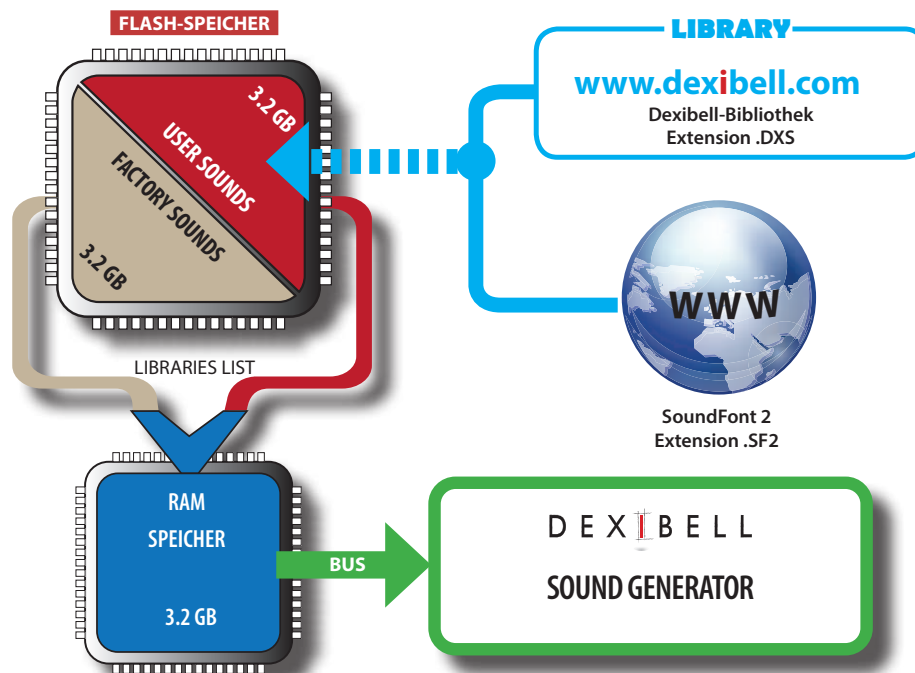 FLASH-SPEICHER
3.2 GB
USER SOUNDS
FACTORY SOUNDS
3.2 GB
LIBRARY
www.dexibell.com
Dexibell-Bibliothek
Extension .DXS
WWW
SoundFont 2
Extension .SF2
LIBRARIES LIST
RAM
SPEICHER
3.2 GB
BUS
DEXIBELL
SOUND GENERATOR